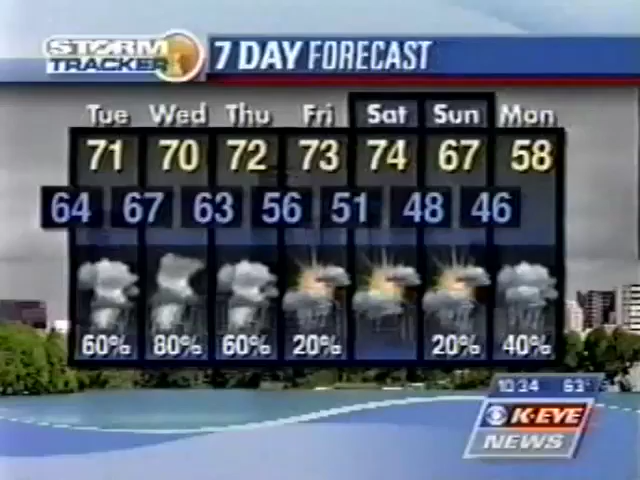 STORM TRACKER
7 DAY FORECAST
Tue Wed Thu Fri Sat Sun Mon
71 70 72 73 74 67 58
64 67 63 56 51 48 46
60% 80% 60% 20% 20% 40%
10:34 63°
K-EYE
NEWS